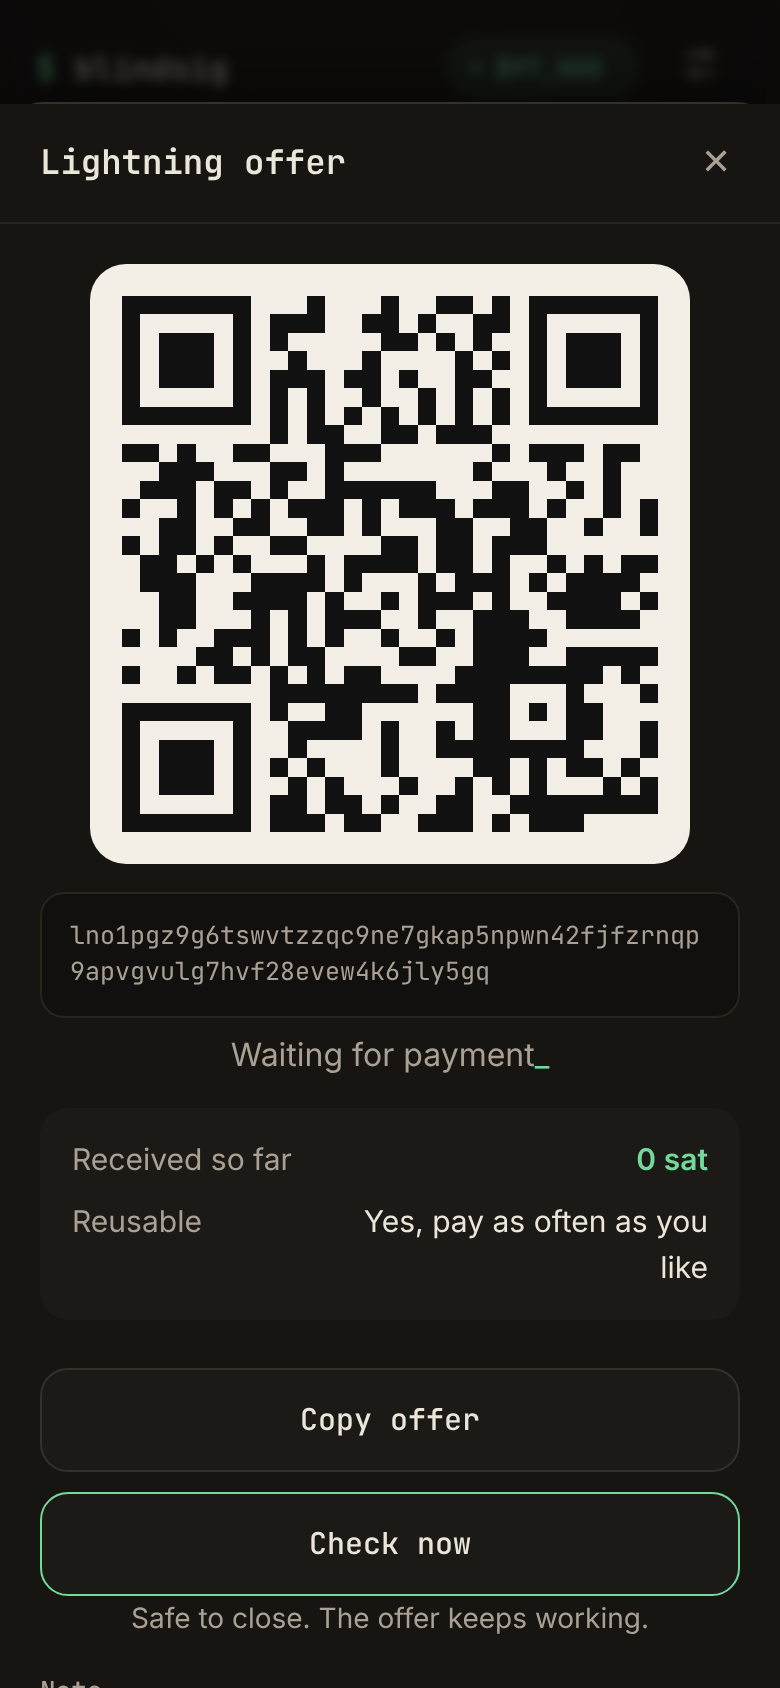 blindsig
Lightning offer
lno1pgz9g6tswvtzzqc9ne7gkap5npwn42fjfzrnqp
9apvgvulg7hvf28evew4k6jly5gq
Waiting for payment_
Received so far
0 sat
Reusable
Yes, pay as often as you
like
Copy offer
Check now
Safe to close. The offer keeps working.